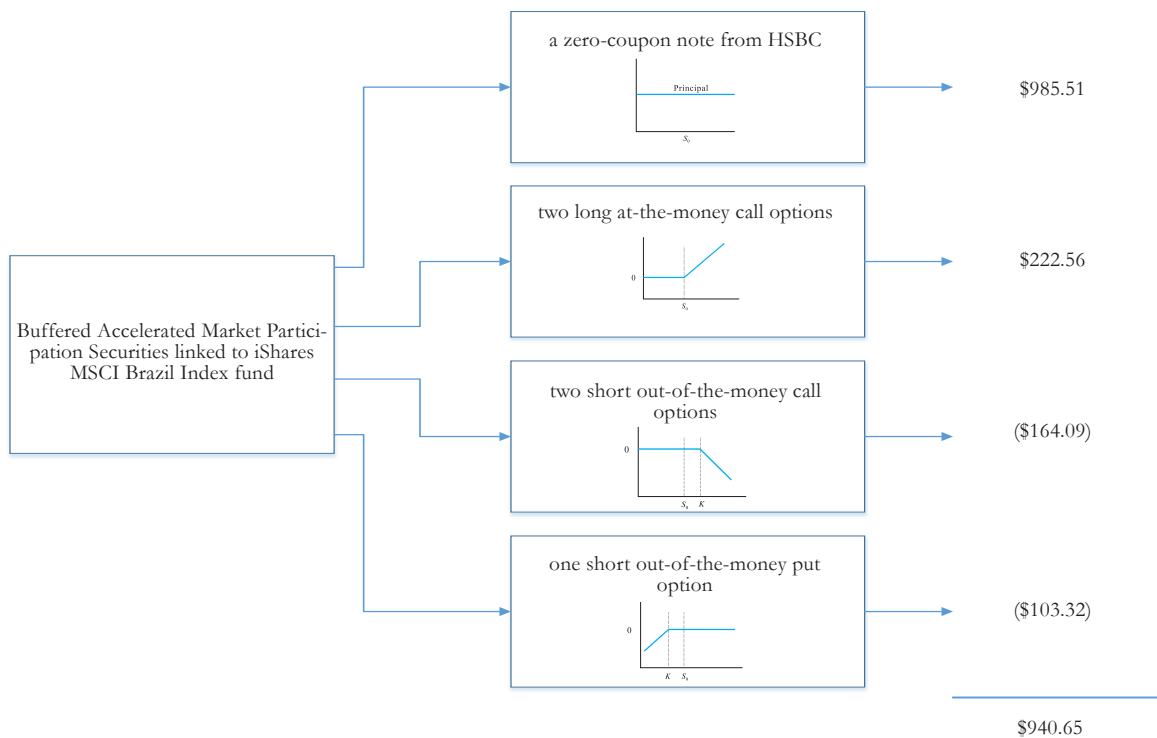 a zero-coupon note from HSBC
Principal
S₀
$985.51
two long at-the-money call options
0
S₀
$222.56
Buffered Accelerated Market Partici-
pation Securities linked to iShares
MSCI Brazil Index fund
two short out-of-the-money call
options
0
S₀ K
($164.09)
one short out-of-the-money put
option
0
K S₀
($103.32)
$940.65